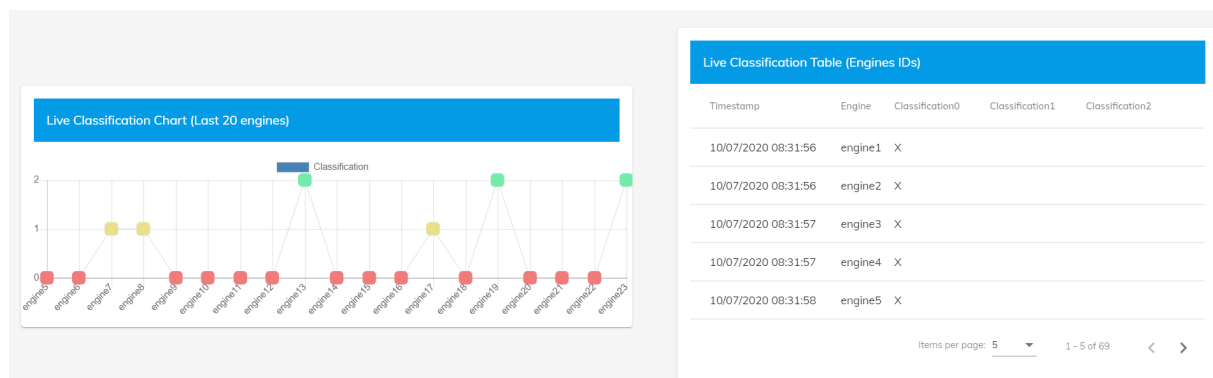 Live Classification Chart (Last 20 engines)
Classification
2
1
0
engine5 engine6 engine7 engine8 engine9 engine10 engine11 engine12 engine13 engine14 engine15 engine16 engine17 engine18 engine19 engine20 engine21 engine22 engine23
Live Classification Table (Engines IDs)
Timestamp Engine Classification0 Classification1 Classification2
10/07/2020 08:31:56 engine1 X
10/07/2020 08:31:56 engine2 X
10/07/2020 08:31:57 engine3 X
10/07/2020 08:31:57 engine4 X
10/07/2020 08:31:58 engine5 X
Items per page: 5 1 - 5 of 69